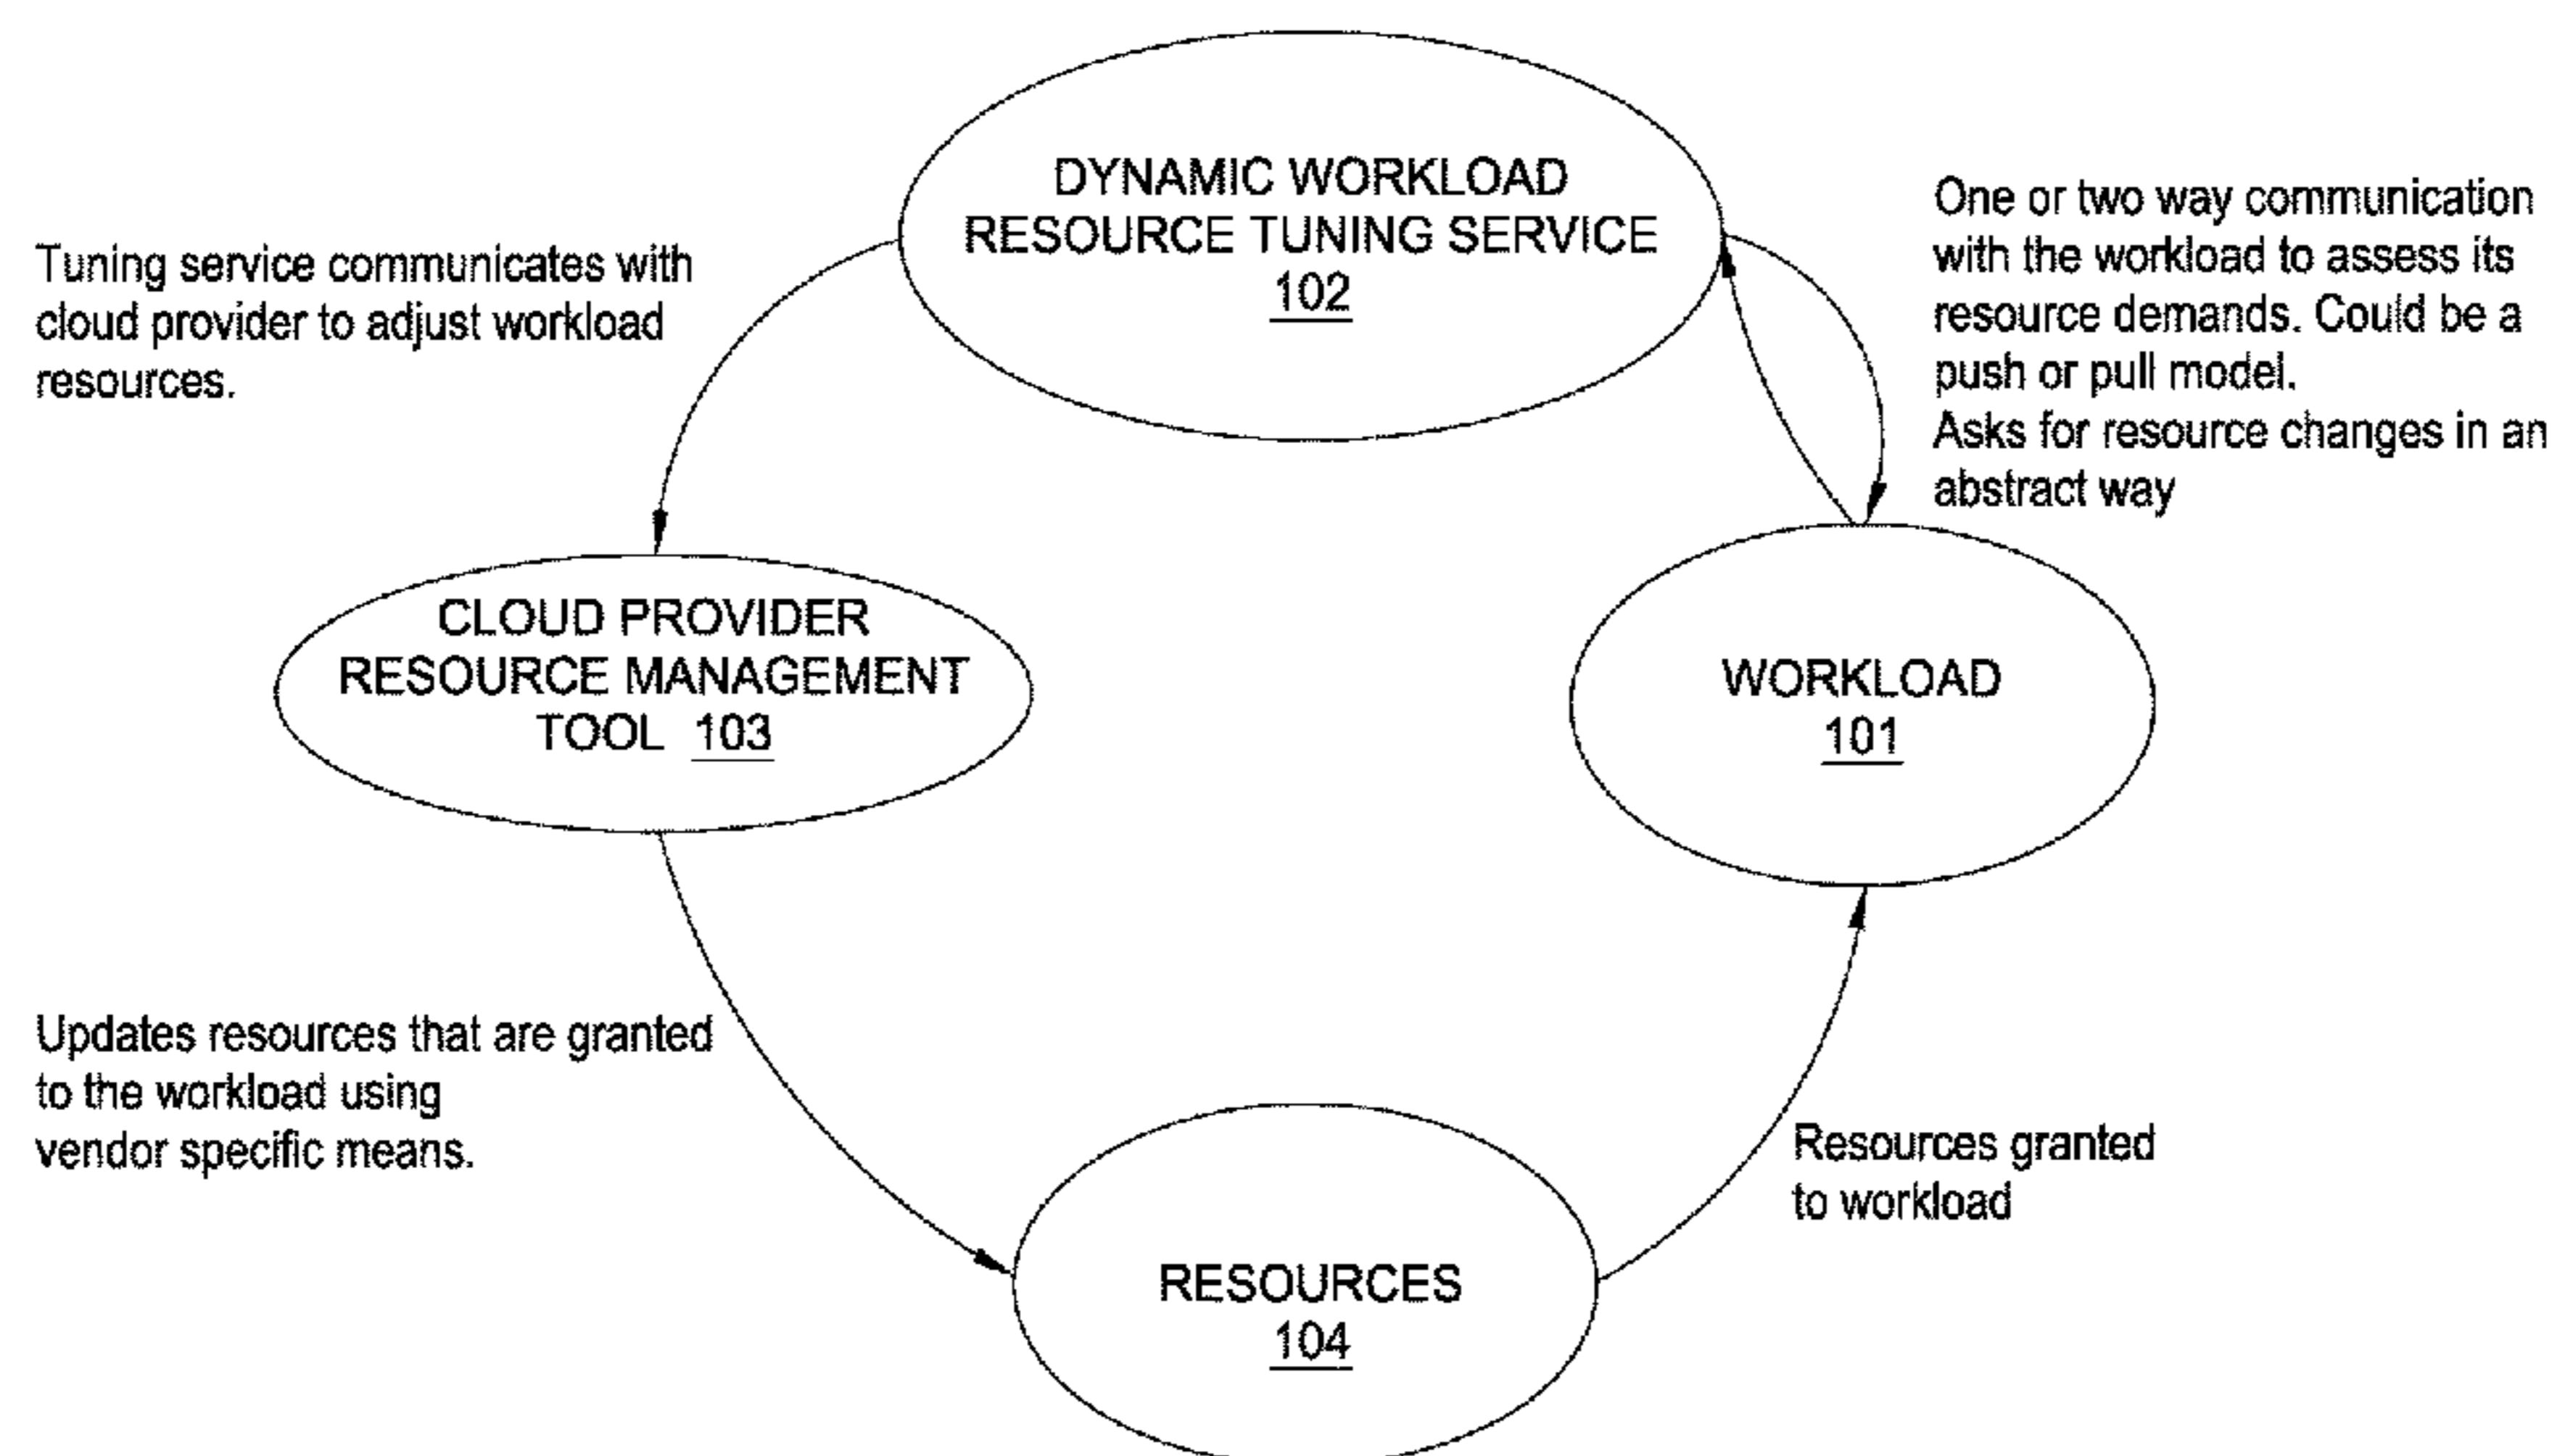 DYNAMIC WORKLOAD
RESOURCE TUNING SERVICE
102
Tuning service communicates with
cloud provider to adjust workload
resources.
One or two way communication
with the workload to assess its
resource demands. Could be a
push or pull model.
Asks for resource changes in an
abstract way
CLOUD PROVIDER
RESOURCE MANAGEMENT
TOOL 103
WORKLOAD
101
Updates resources that are granted
to the workload using
vendor specific means.
Resources granted
to workload
RESOURCES
104